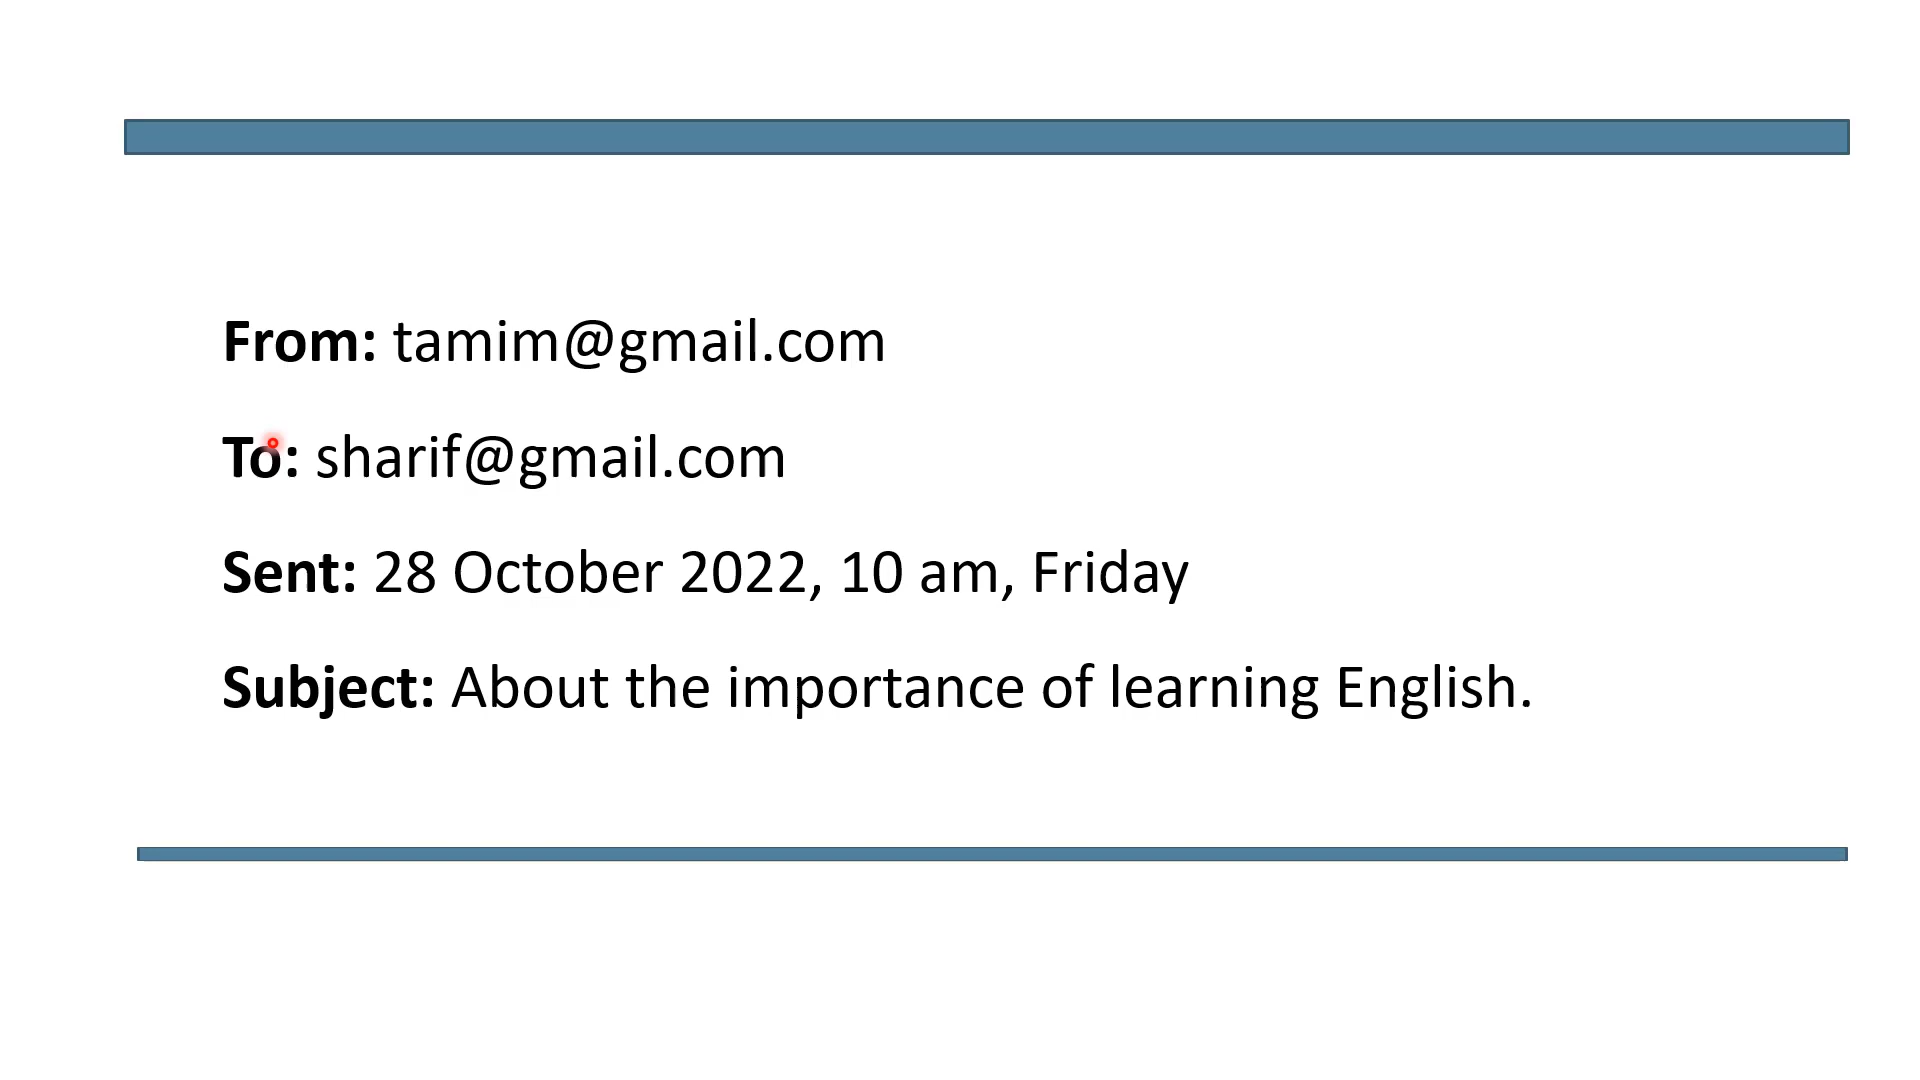 From: tamim@gmail.com
To: sharif@gmail.com
Sent: 28 October 2022, 10 am, Friday
Subject: About the importance of learning English.